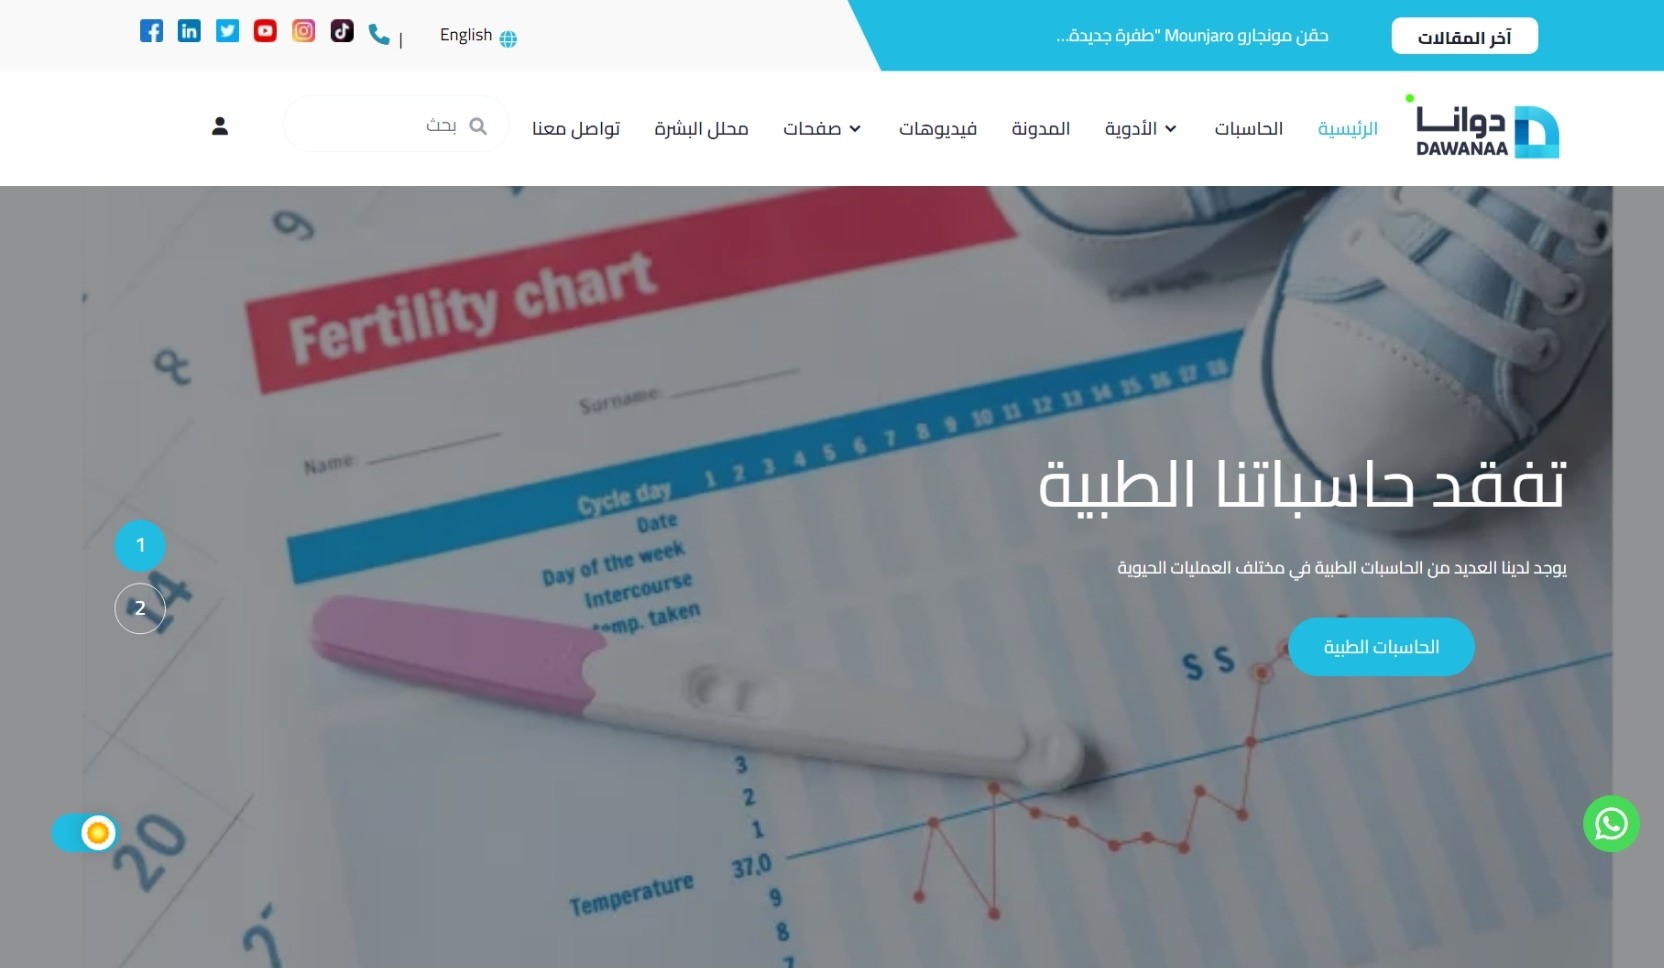 آخر المقالات
حقن مونجارو Mounjaro "طفرة جديدة...
English
|
دوانا
DAWANAA
الرئيسية
الحاسبات
الأدوية
المدونة
فيديوهات
صفحات
محلل البشرة
تواصل معنا
بحث
Fertility chart
Surname:
Name:
Cycle day 1 2 3 4 5 6 7 8 9 10 11 12 13 14 15 16 17 18
Date
Day of the week
Intercourse
temp. taken
تفقد حاسباتنا الطبية
يوجد لدينا العديد من الحاسبات الطبية في مختلف العمليات الحيوية
الحاسبات الطبية
1
2
9
14
20
S S
3
2
1
37,0
Temperature
9
8
7